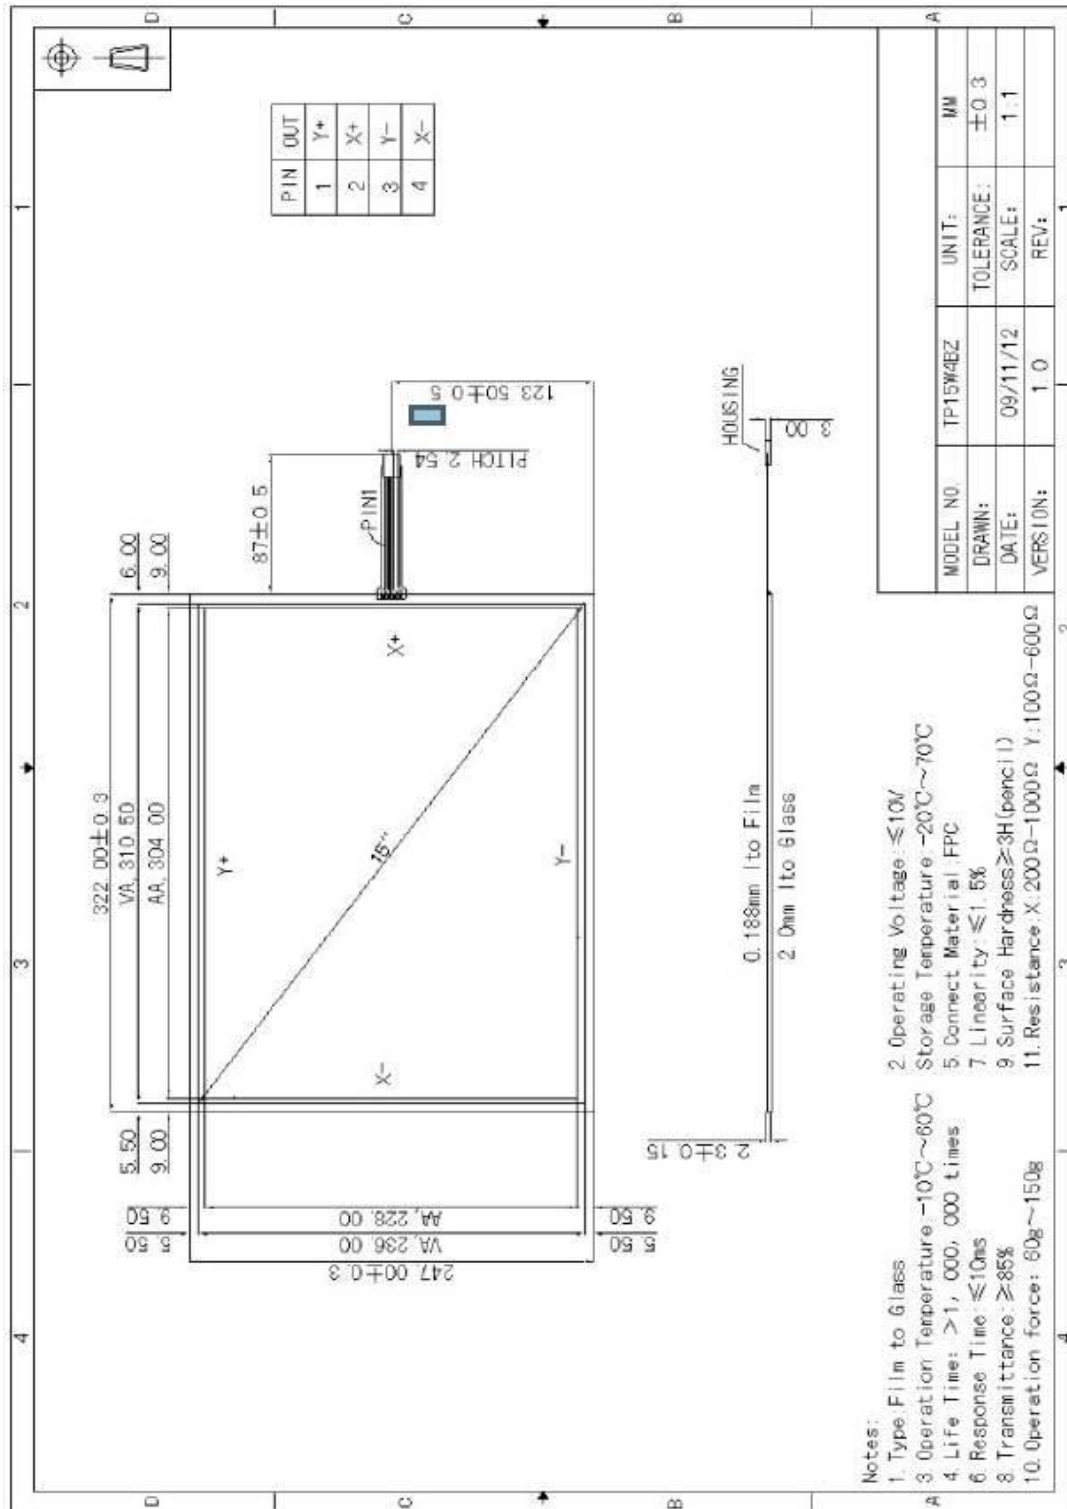 D
C
B
A
1
2
3
4
PIN OUT
1 Y+
2 X+
3 Y-
4 X-
322.00±0.3
VA,310.50
AA,304.00
6.00
9.00
5.50
9.00
87±0.5
PIN1
PITCH 2.54
123.50±0.5
Y+
X+
15"
X-
Y-
9.50
5.50
AA,228.00
VA,236.00
247.00±0.3
9.50
5.50
HOUSING
3.00
0.188mm Ito Film
2.0mm Ito Glass
2.3±0.15
Notes:
1.Type:Film to Glass
2.Operating Voltage:≤10V
3.Operation Temperature:-10℃~60℃
Storage Temperature:-20℃~70℃
4.Life Time: >1, 000, 000 times
5.Connect Material:FPC
6.Response Time:≤10ms
7.Linearity:≤1.5%
8.Transmittance:≥85%
9.Surface Hardness≥3H(pencil)
10.Operation force: 60g~150g
11.Resistance:X:200Ω-1000Ω Y:100Ω-600Ω
MODEL NO. TP15W4BZ UNIT: MM
DRAWN: TOLERANCE: ±0.3
DATE: 09/11/12 SCALE: 1:1
VERSION: 1.0 REV:
1
2
3
4
D
C
B
A